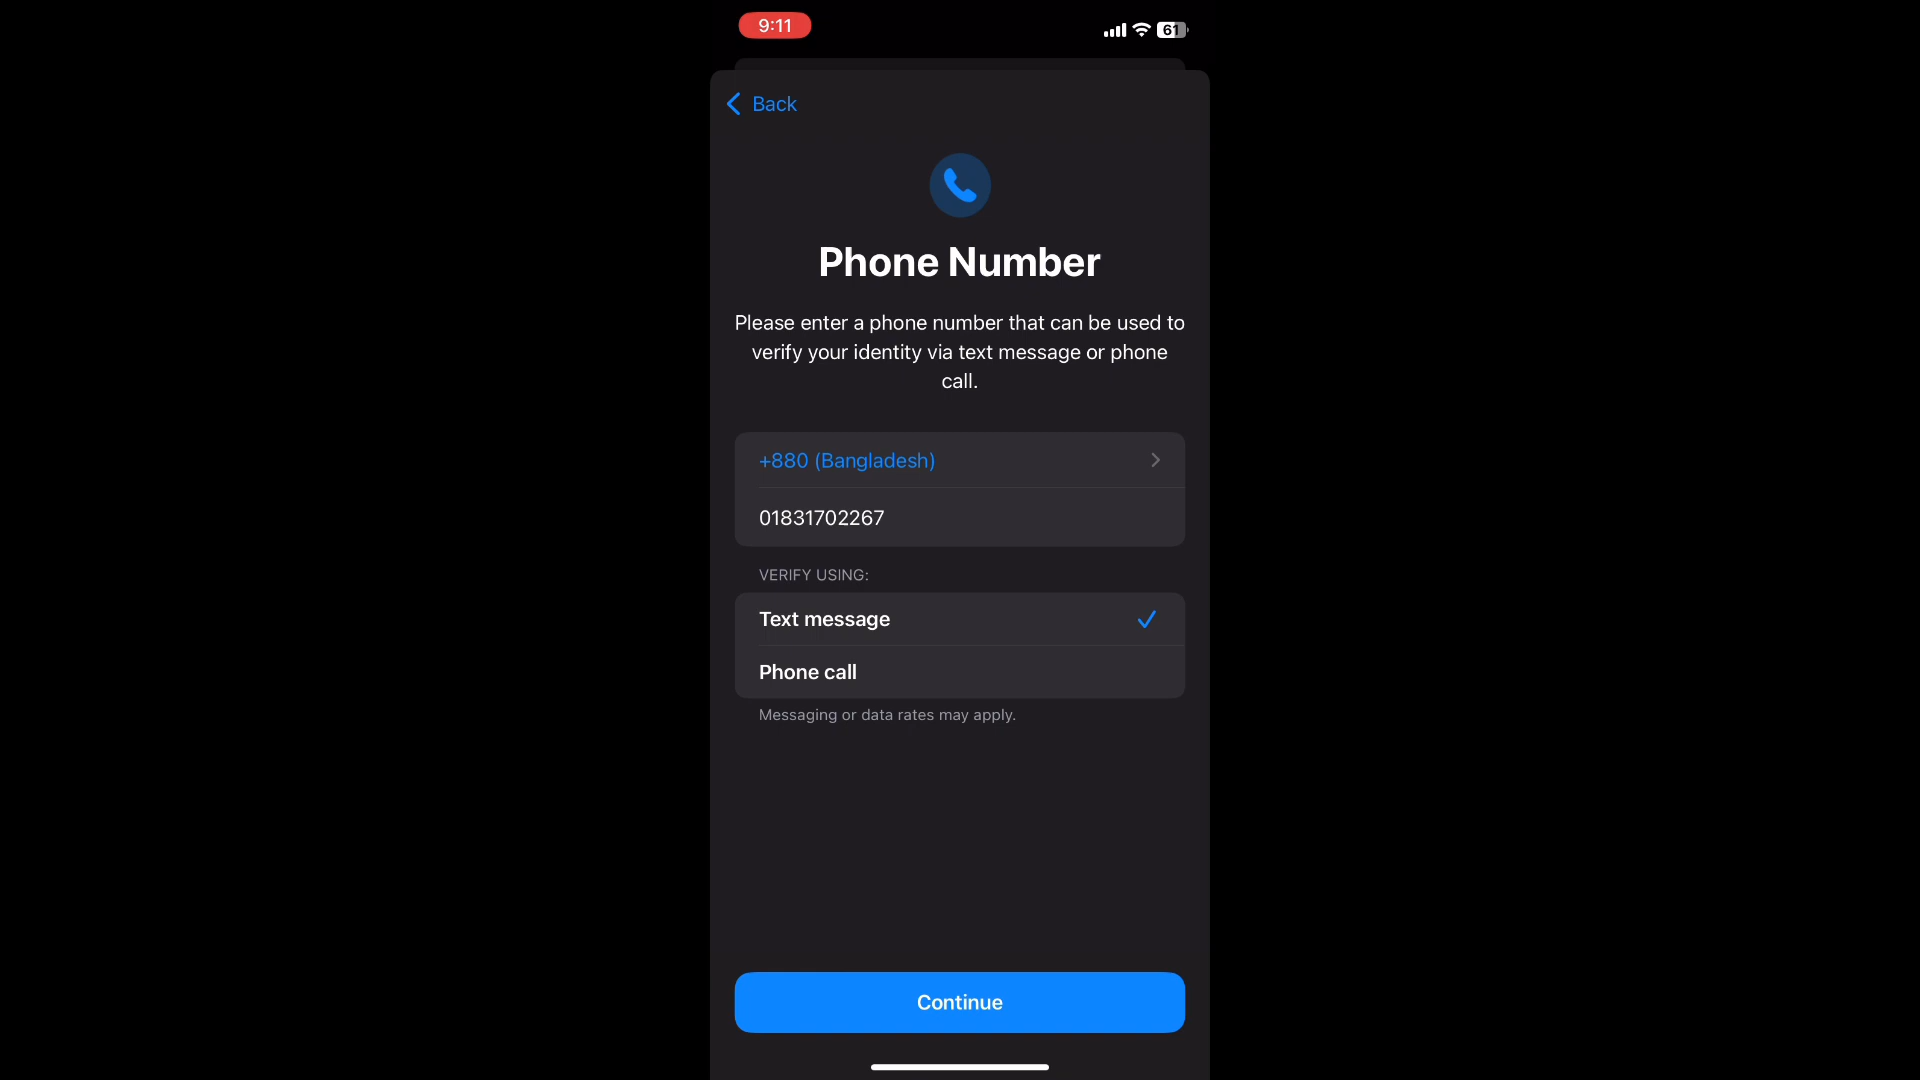 9:11
61
Back
Phone Number
Please enter a phone number that can be used to
verify your identity via text message or phone
call.
+880 (Bangladesh)
01831702267
VERIFY USING:
Text message
Phone call
Messaging or data rates may apply.
Continue